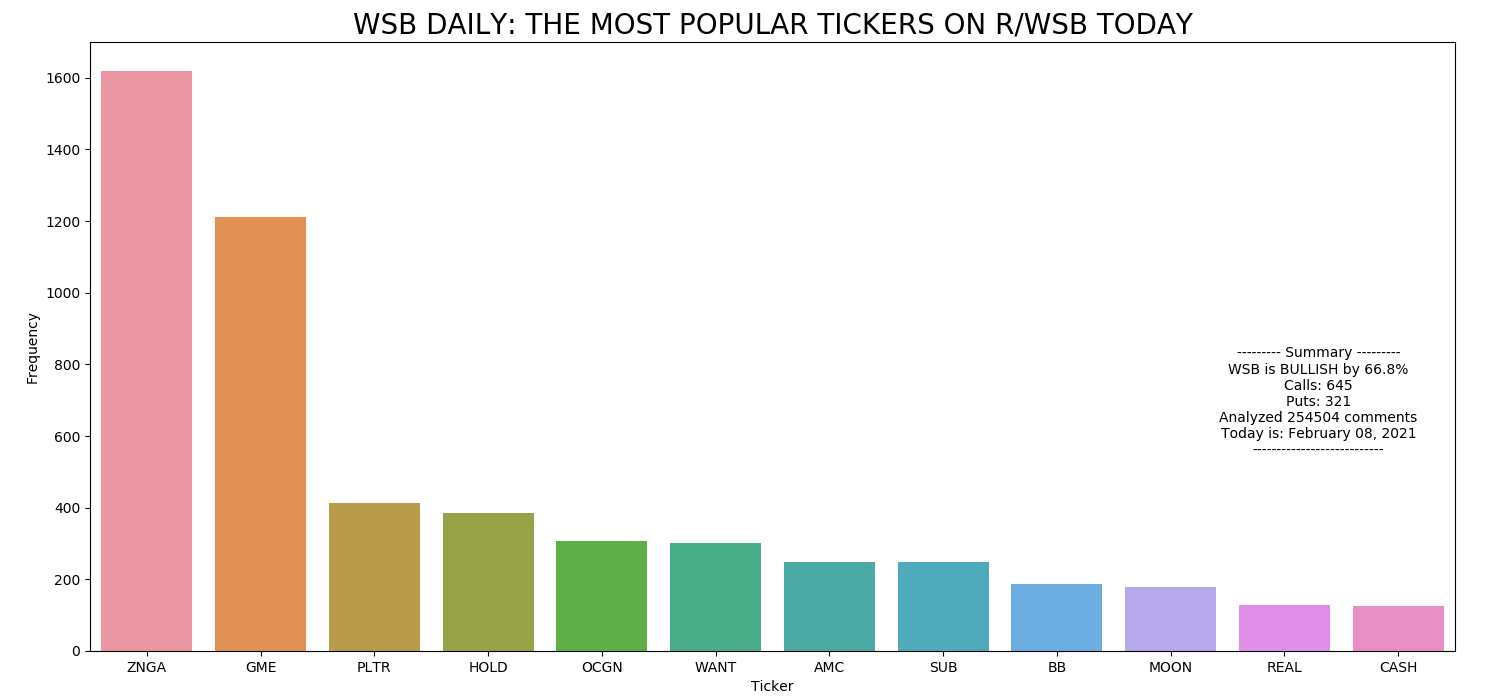 WSB DAILY: THE MOST POPULAR TICKERS ON R/WSB TODAY
1600
1400
1200
1000
800
600
400
200
0
Frequency
--------- Summary ---------
WSB is BULLISH by 66.8%
Calls: 645
Puts: 321
Analyzed 254504 comments
Today is: February 08, 2021
---------------------------
ZNGA GME PLTR HOLD OCGN WANT AMC SUB BB MOON REAL CASH
Ticker